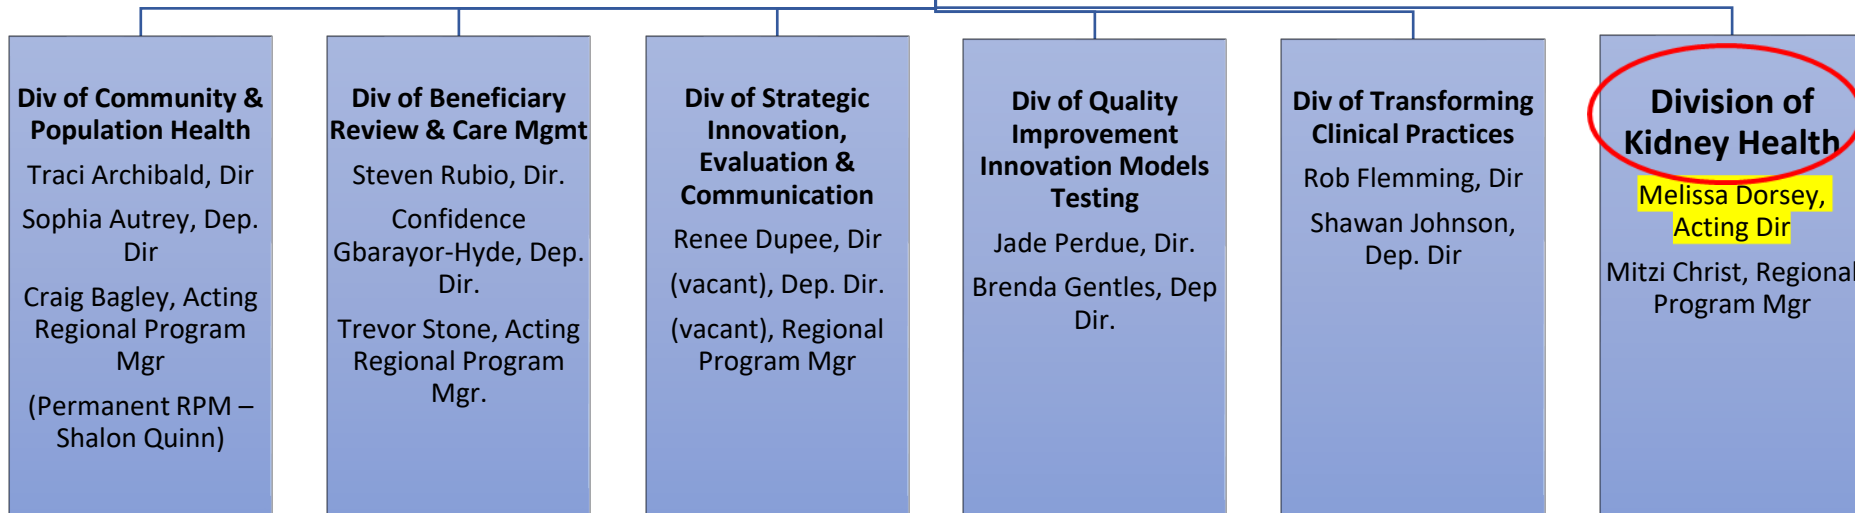 Div of Community &
Population Health
Traci Archibald, Dir
Sophia Autrey, Dep.
Dir
Craig Bagley, Acting
Regional Program
Mgr
(Permanent RPM –
Shalon Quinn)
Div of Beneficiary
Review & Care Mgmt
Steven Rubio, Dir.
Confidence
Gbarayor-Hyde, Dep.
Dir.
Trevor Stone, Acting
Regional Program
Mgr.
Div of Strategic
Innovation,
Evaluation &
Communication
Renee Dupee, Dir
(vacant), Dep. Dir.
(vacant), Regional
Program Mgr
Div of Quality
Improvement
Innovation Models
Testing
Jade Perdue, Dir.
Brenda Gentles, Dep
Dir.
Div of Transforming
Clinical Practices
Rob Flemming, Dir
Shawan Johnson,
Dep. Dir
Division of
Kidney Health
Melissa Dorsey,
Acting Dir
Mitzi Christ, Regional
Program Mgr